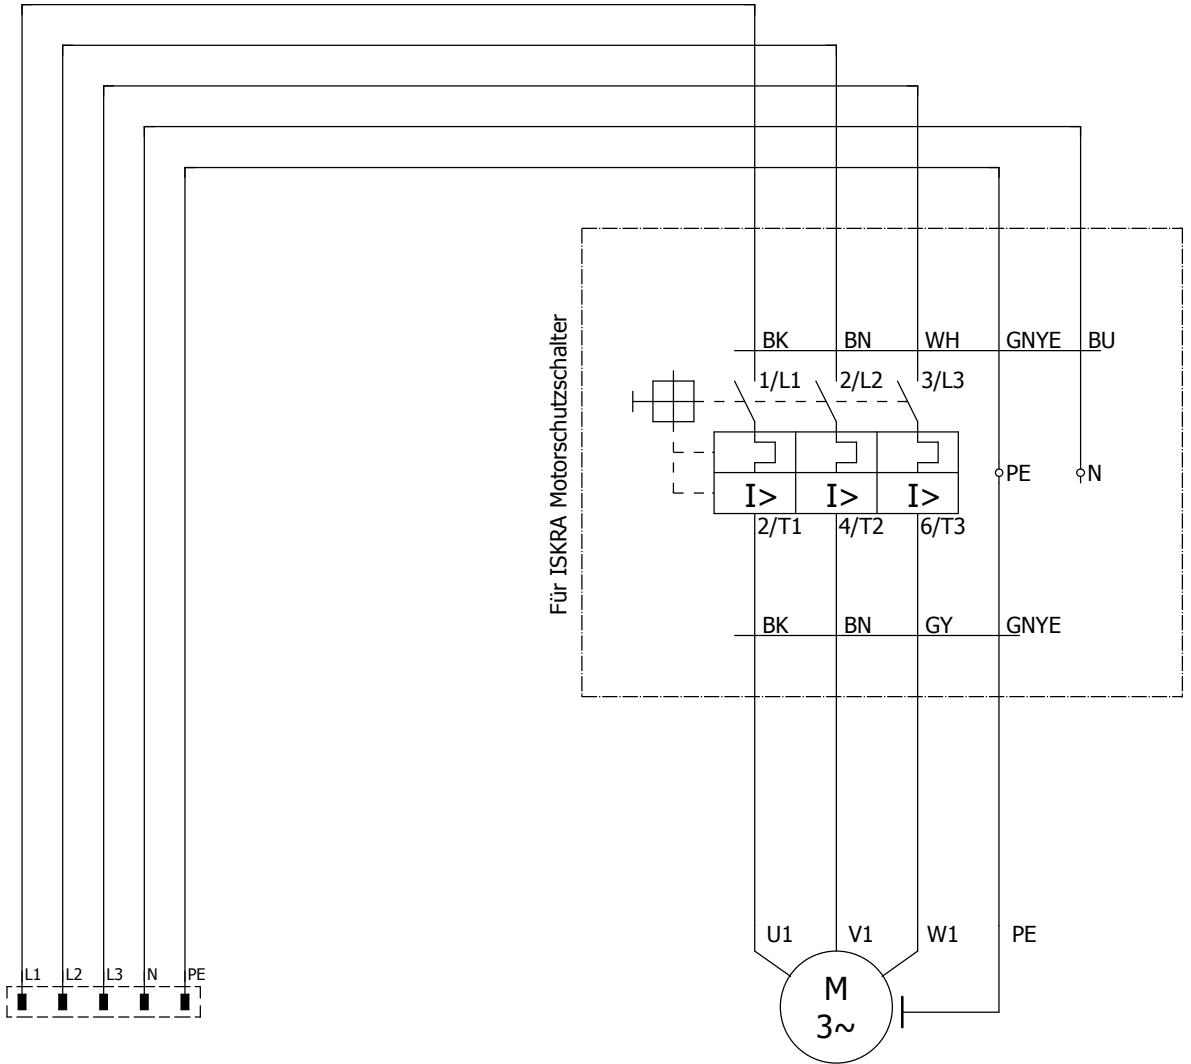 Für ISKRA Motorschutzschalter
BK BN WH GNYE BU
1/L1 2/L2 3/L3
PE N
I> I> I>
2/T1 4/T2 6/T3
BK BN GY GNYE
U1 V1 W1 PE
L1 L2 L3 N PE
M
3~